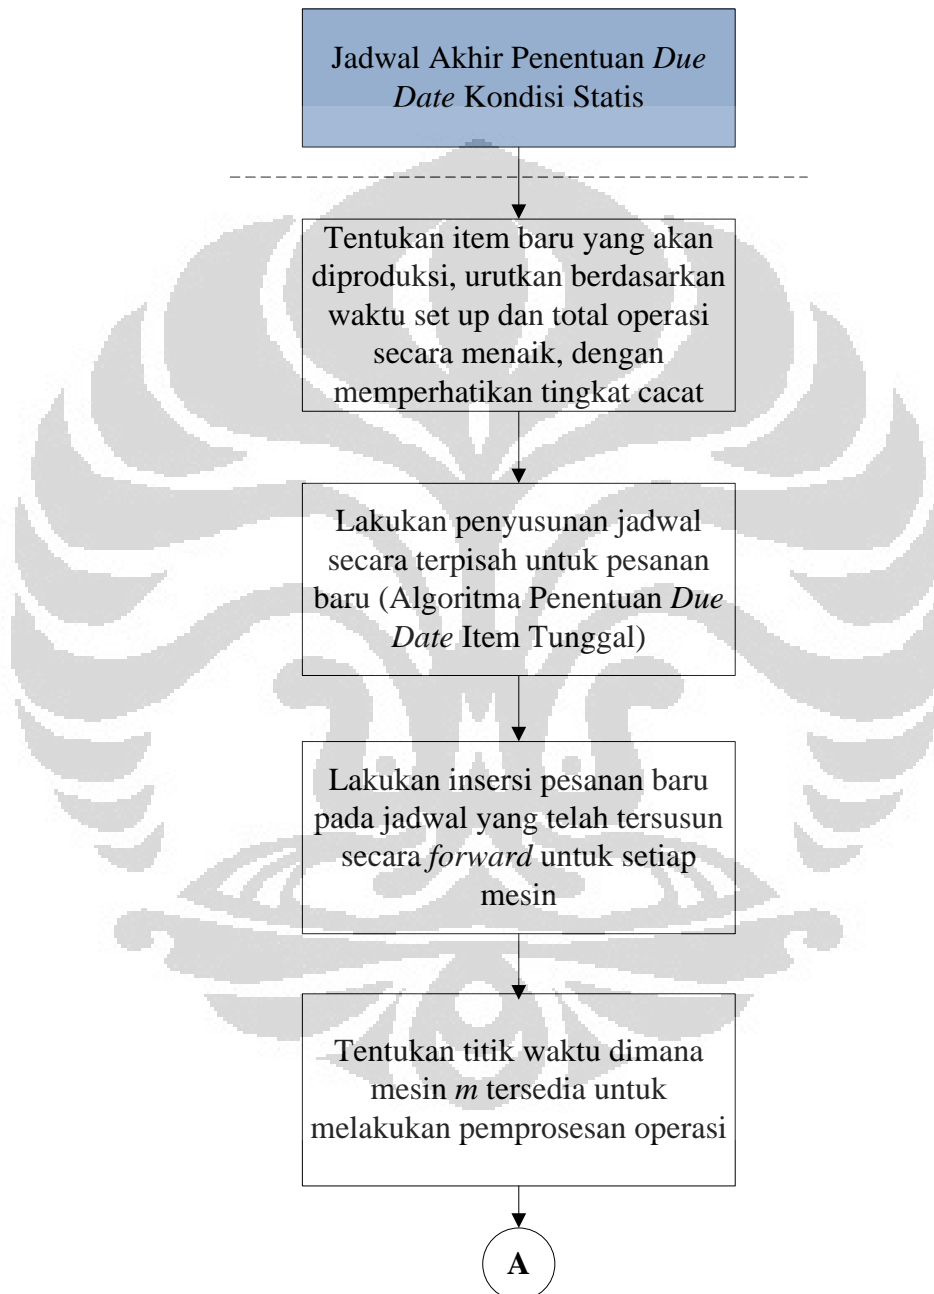 Jadwal Akhir Penentuan Due
Date Kondisi Statis
Tentukan item baru yang akan
diproduksi, urutkan berdasarkan
waktu set up dan total operasi
secara menaik, dengan
memperhatikan tingkat cacat
Lakukan penyusunan jadwal
secara terpisah untuk pesanan
baru (Algoritma Penentuan Due
Date Item Tunggal)
Lakukan insersi pesanan baru
pada jadwal yang telah tersusun
secara forward untuk setiap
mesin
Tentukan titik waktu dimana
mesin m tersedia untuk
melakukan pemprosesan operasi
A